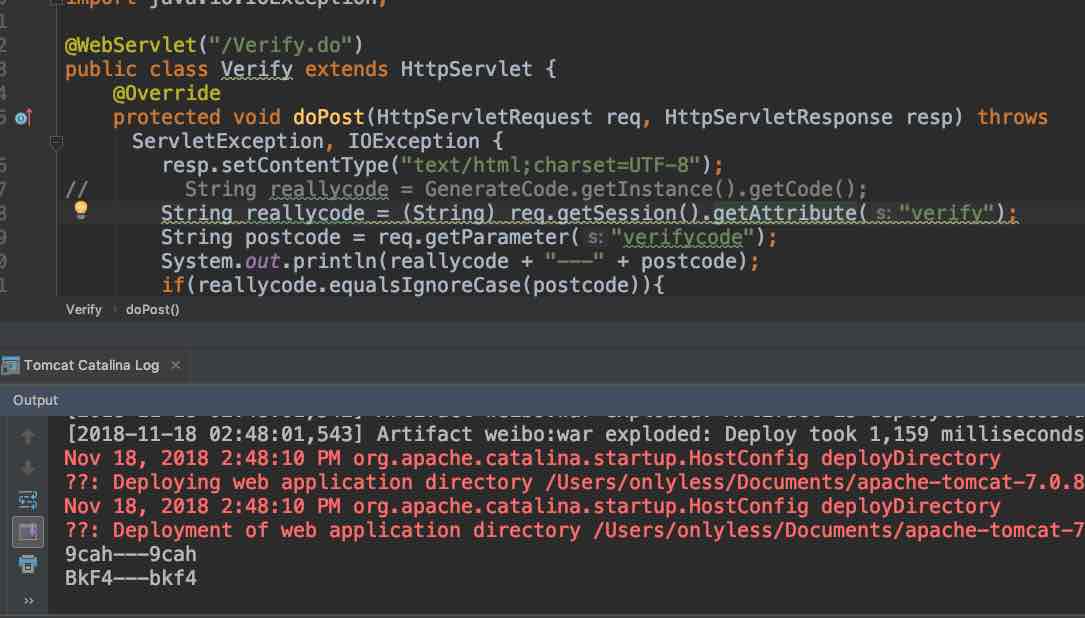 import java.io.IOException;
@WebServlet("/Verify.do")
public class Verify extends HttpServlet {
@Override
protected void doPost(HttpServletRequest req, HttpServletResponse resp) throws
ServletException, IOException {
resp.setContentType("text/html;charset=UTF-8");
// String reallycode = GenerateCode.getInstance().getCode();
String reallycode = (String) req.getSession().getAttribute( s: "verify");
String postcode = req.getParameter( s: "verifycode");
System.out.println(reallycode + "---" + postcode);
if(reallycode.equalsIgnoreCase(postcode)){
Verify › doPost()
Tomcat Catalina Log ×
Output
[2018-11-18 02:48:01,543] Artifact weibo:war exploded: Deploy took 1,159 milliseconds
Nov 18, 2018 2:48:10 PM org.apache.catalina.startup.HostConfig deployDirectory
??: Deploying web application directory /Users/onlyless/Documents/apache-tomcat-7.0.8
Nov 18, 2018 2:48:10 PM org.apache.catalina.startup.HostConfig deployDirectory
??: Deployment of web application directory /Users/onlyless/Documents/apache-tomcat-7
9cah---9cah
BkF4---bkf4